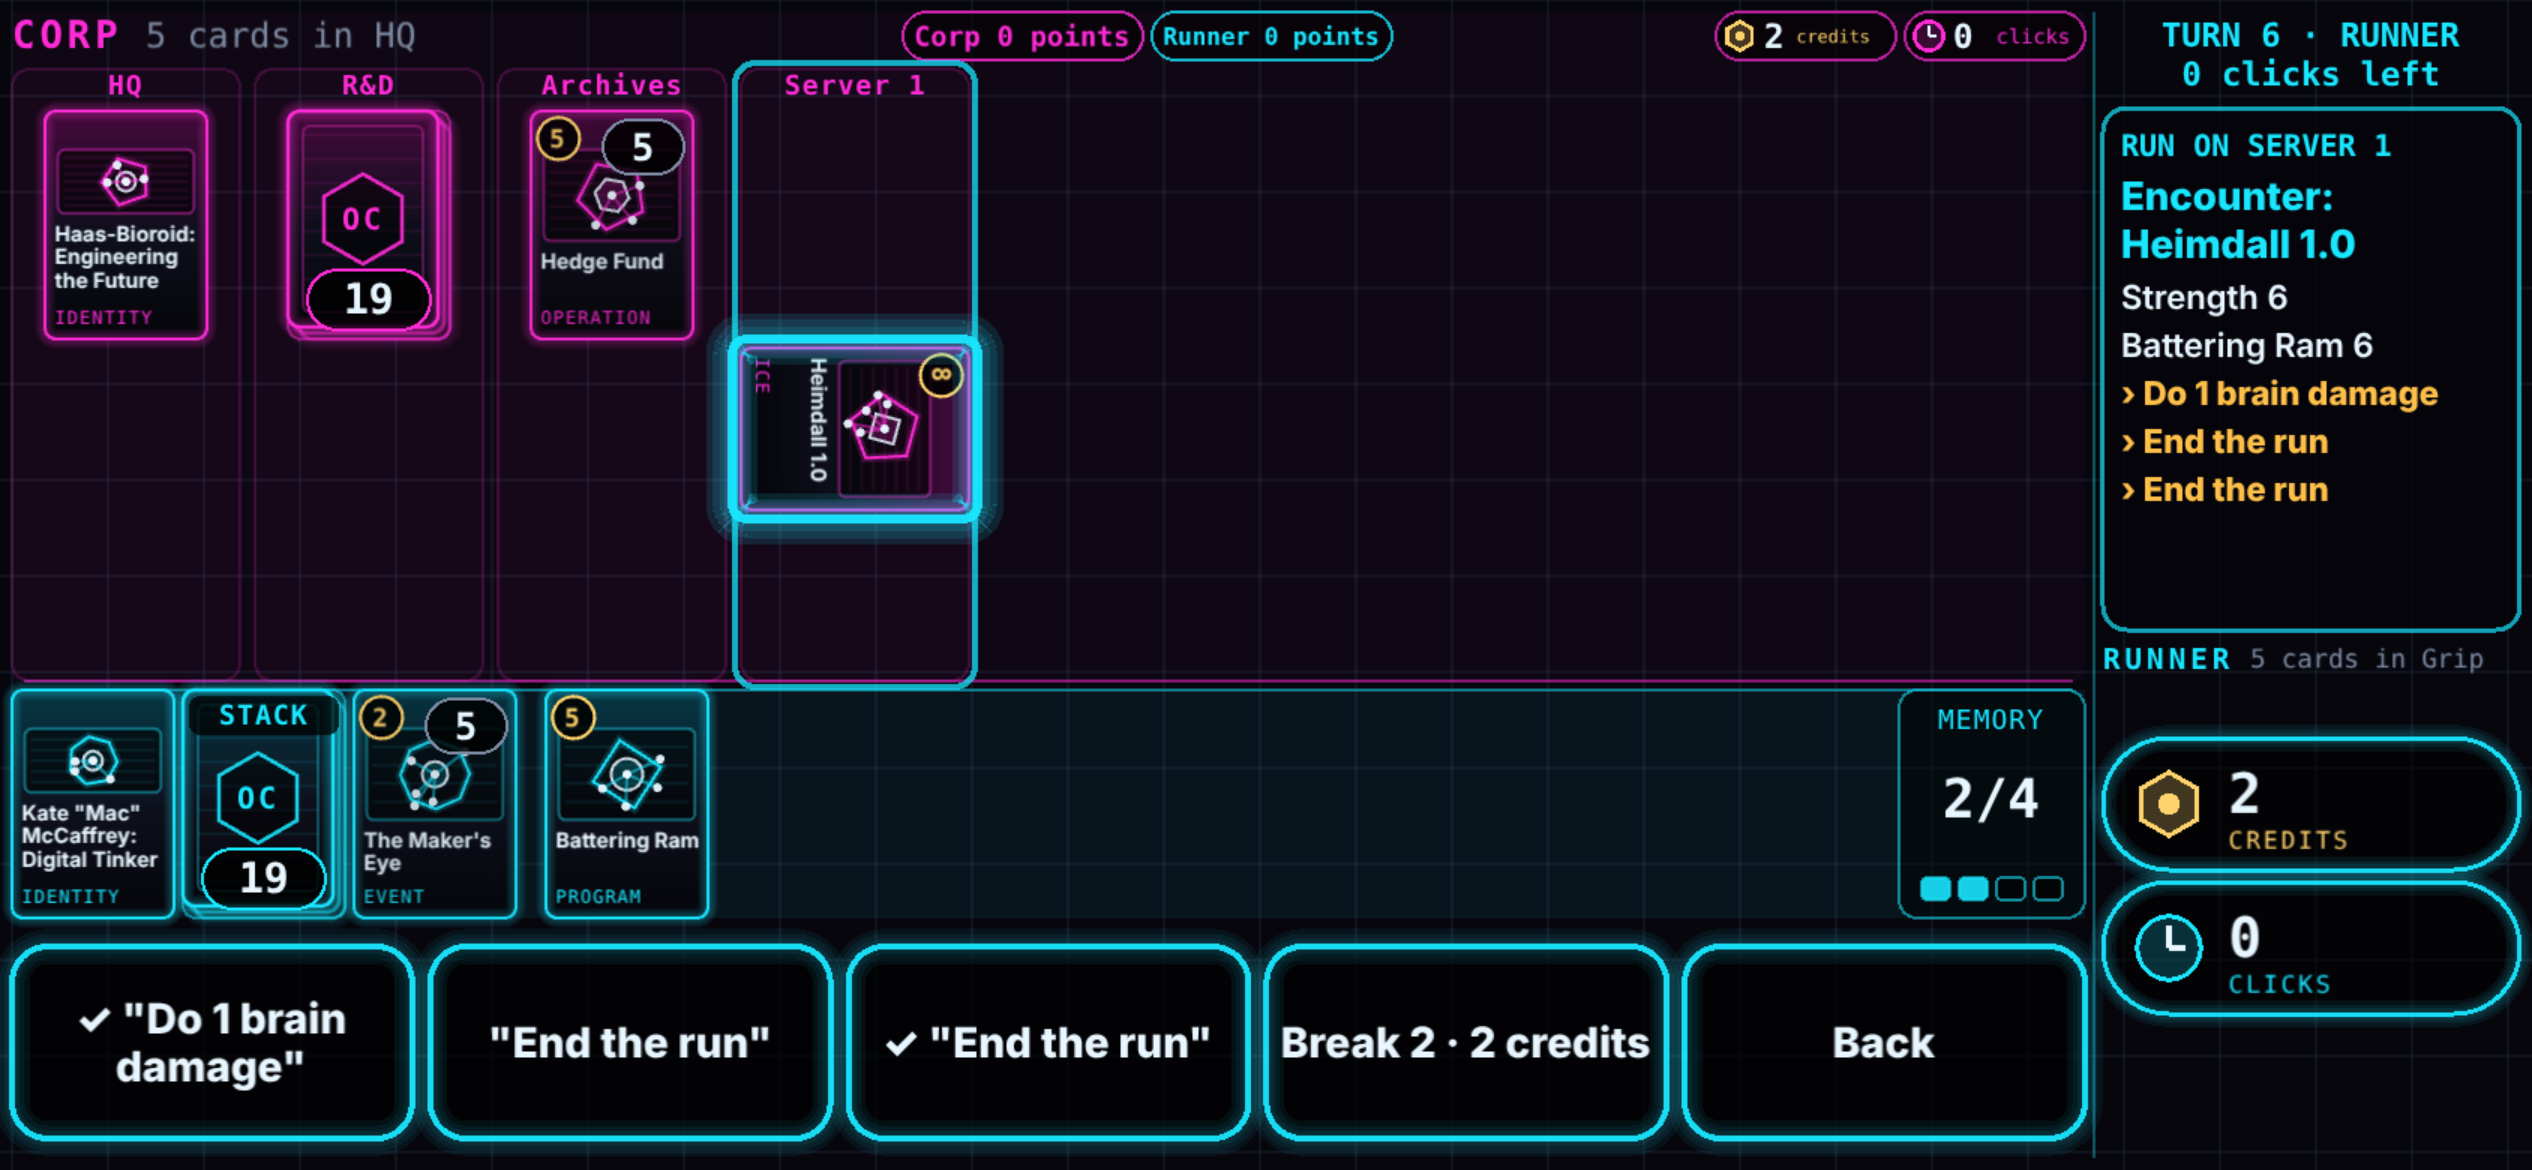 CORP 5 cards in HQ
Corp 0 points
Runner 0 points
2 credits
0 clicks
TURN 6 · RUNNER
0 clicks left
HQ
R&D
Archives
Server 1
Haas-Bioroid:
Engineering
the Future
IDENTITY
OC
19
5
5
Hedge Fund
OPERATION
8
Heimdall 1.0
ICE
RUN ON SERVER 1
Encounter:
Heimdall 1.0
Strength 6
Battering Ram 6
› Do 1 brain damage
› End the run
› End the run
RUNNER 5 cards in Grip
Kate "Mac"
McCaffrey:
Digital Tinker
IDENTITY
STACK
OC
19
2
5
The Maker's
Eye
EVENT
5
Battering Ram
PROGRAM
MEMORY
2/4
2
CREDITS
0
CLICKS
✓ "Do 1 brain
damage"
"End the run"
✓ "End the run"
Break 2 · 2 credits
Back